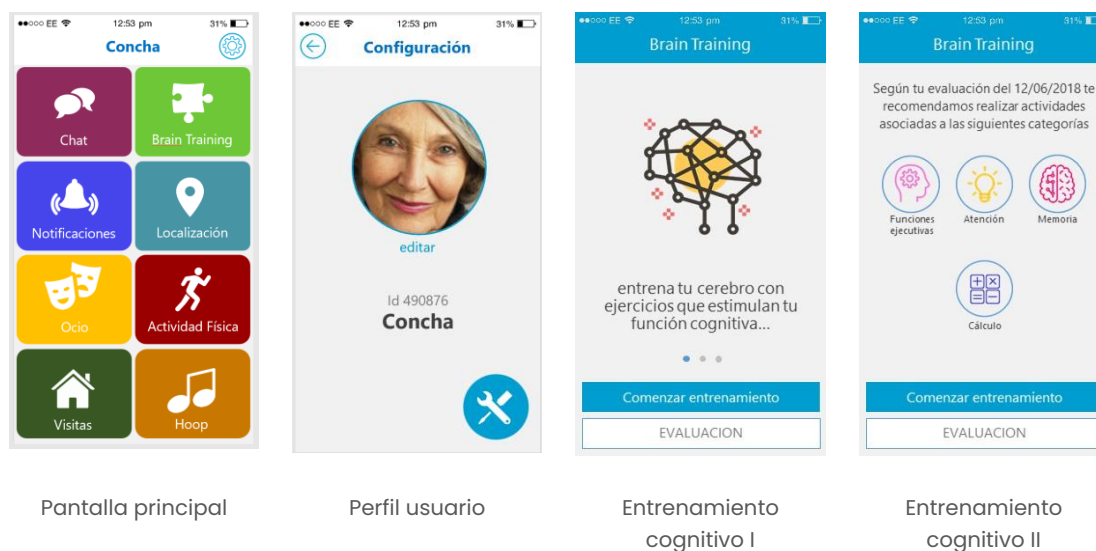 EE 12:53 pm 31%
Concha
Chat
Brain Training
Notificaciones
Localización
Ocio
Actividad Física
Visitas
Hoop
Pantalla principal
EE 12:53 pm 31%
Configuración
editar
Id 490876
Concha
Perfil usuario
EE 12:53 pm 31%
Brain Training
entrena tu cerebro con
ejercicios que estimulan tu
función cognitiva...
Comenzar entrenamiento
EVALUACION
Entrenamiento
cognitivo I
EE 12:53 pm 31%
Brain Training
Según tu evaluación del 12/06/2018 te
recomendamos realizar actividades
asociadas a las siguientes categorías
Funciones
ejecutivas
Atención
Memoria
Cálculo
Comenzar entrenamiento
EVALUACION
Entrenamiento
cognitivo II